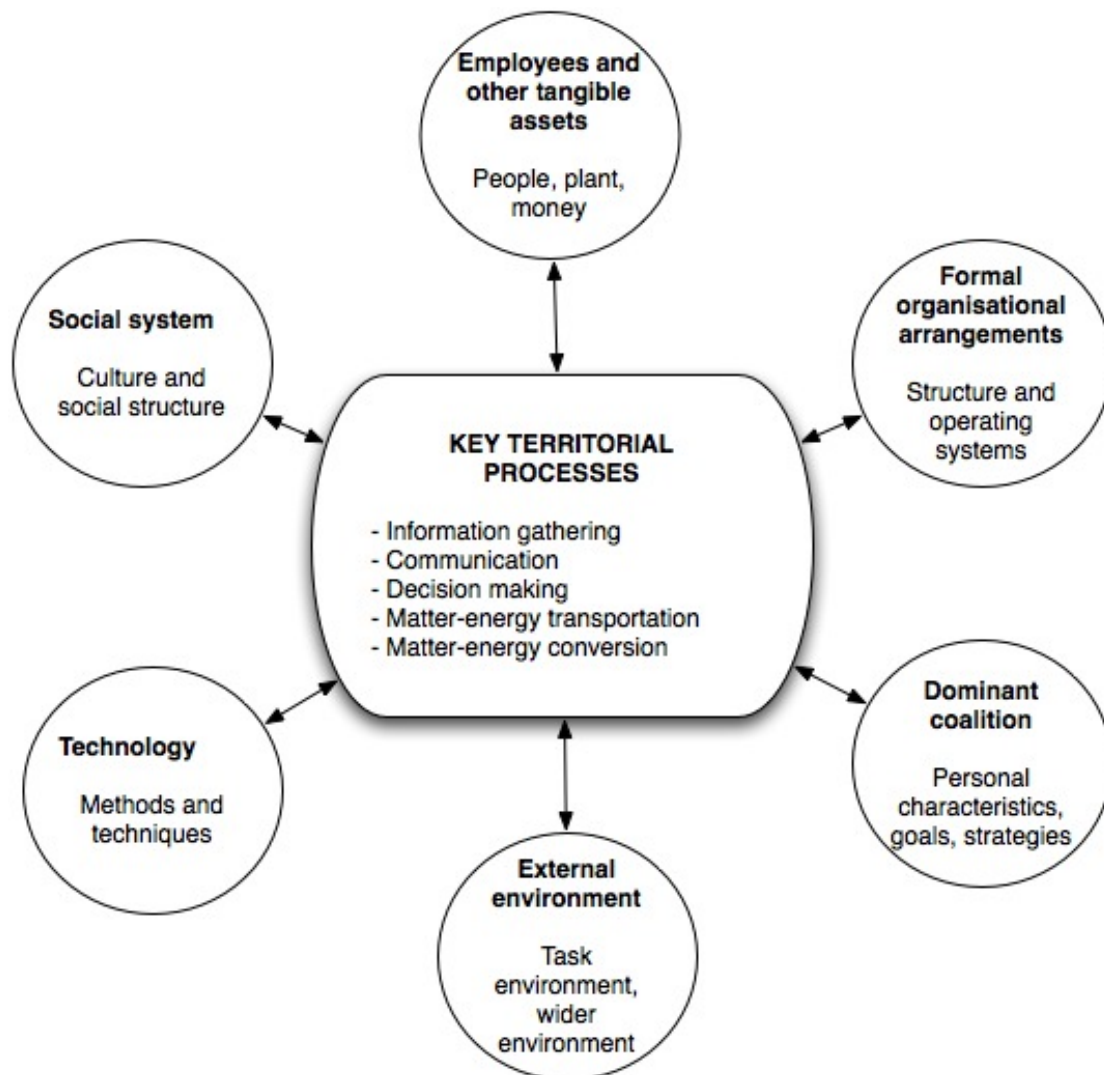 Employees and
other tangible
assets
People, plant,
money
Social system
Culture and
social structure
Formal
organisational
arrangements
Structure and
operating
systems
KEY TERRITORIAL
PROCESSES
- Information gathering
- Communication
- Decision making
- Matter-energy transportation
- Matter-energy conversion
Technology
Methods and
techniques
Dominant
coalition
Personal
characteristics,
goals, strategies
External
environment
Task
environment,
wider
environment